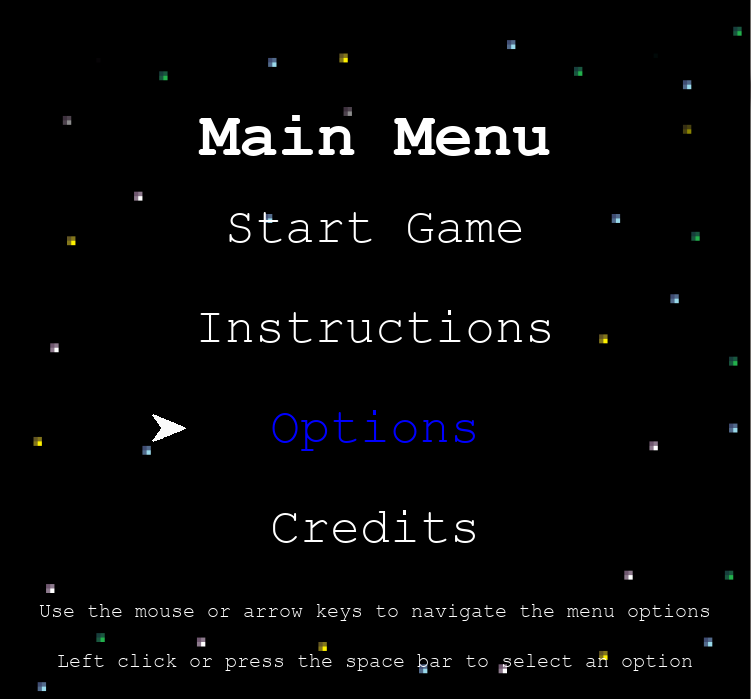 Main Menu
Start Game
Instructions
Options
Credits
Use the mouse or arrow keys to navigate the menu options
Left click or press the space bar to select an option